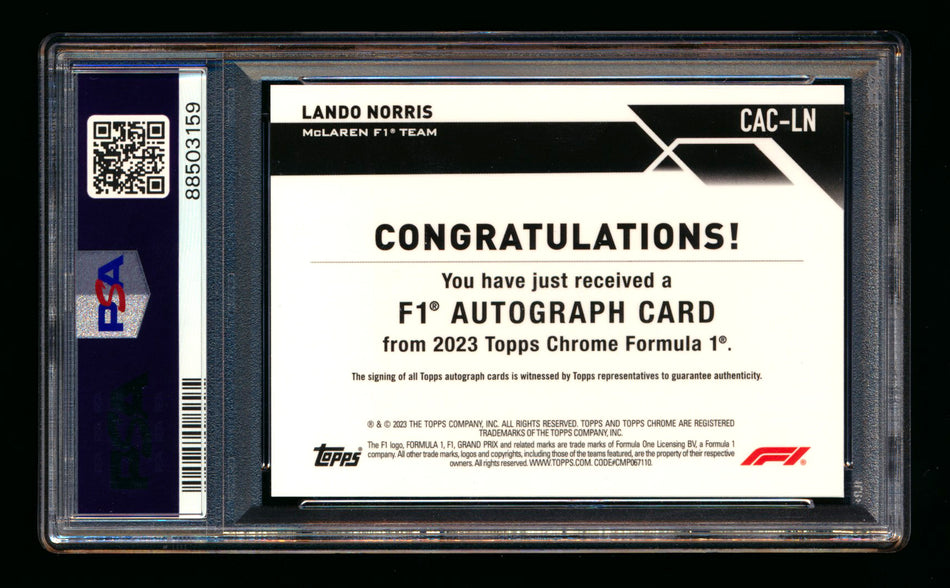 88503159
PSA
LANDO NORRIS
McLAREN F1® TEAM
CAC-LN
CONGRATULATIONS!
You have just received a
F1® AUTOGRAPH CARD
from 2023 Topps Chrome Formula 1®.
The signing of all Topps autograph cards is witnessed by Topps representatives to guarantee authenticity.
® & © 2023 THE TOPPS COMPANY, INC. ALL RIGHTS RESERVED. TOPPS AND TOPPS CHROME ARE REGISTERED
TRADEMARKS OF THE TOPPS COMPANY, INC.
The F1 logo, FORMULA 1, F1, GRAND PRIX and related marks are trade marks of Formula One Licensing BV, a Formula 1
company. All other trade marks, logos and copyrights, including those of the teams featured, are the property of their respective
owners. All rights reserved. WWW.TOPPS.COM. CODE#CMP067110.
Topps
F1
PSA